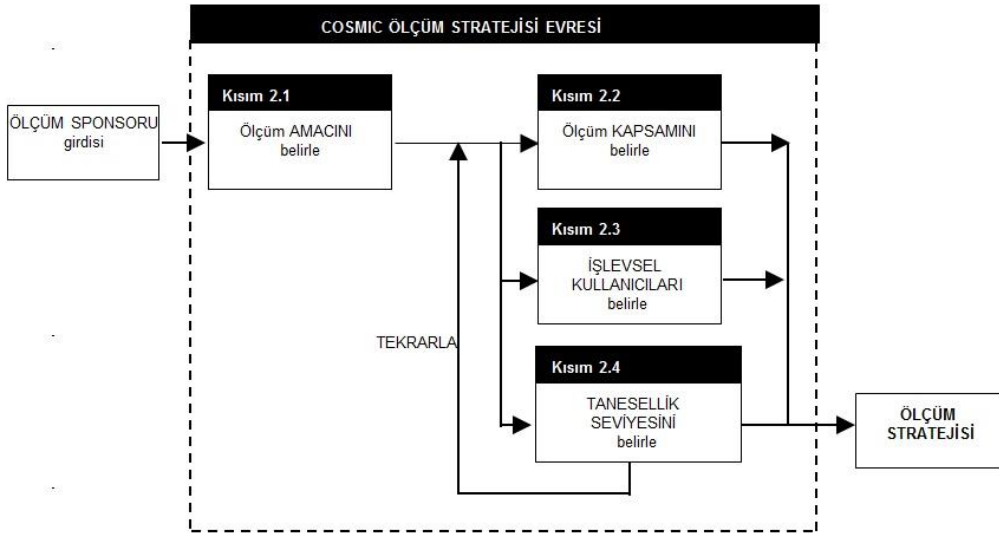 COSMIC ÖLÇÜM STRATEJİSİ EVRESİ
ÖLÇÜM SPONSORU
girdisi
Kısım 2.1
Ölçüm AMACINI
belirle
Kısım 2.2
Ölçüm KAPSAMINI
belirle
Kısım 2.3
İŞLEVSEL
KULLANICILARI
belirle
TEKRARLA
Kısım 2.4
TANESELLİK
SEVİYESİNİ
belirle
ÖLÇÜM
STRATEJİSİ